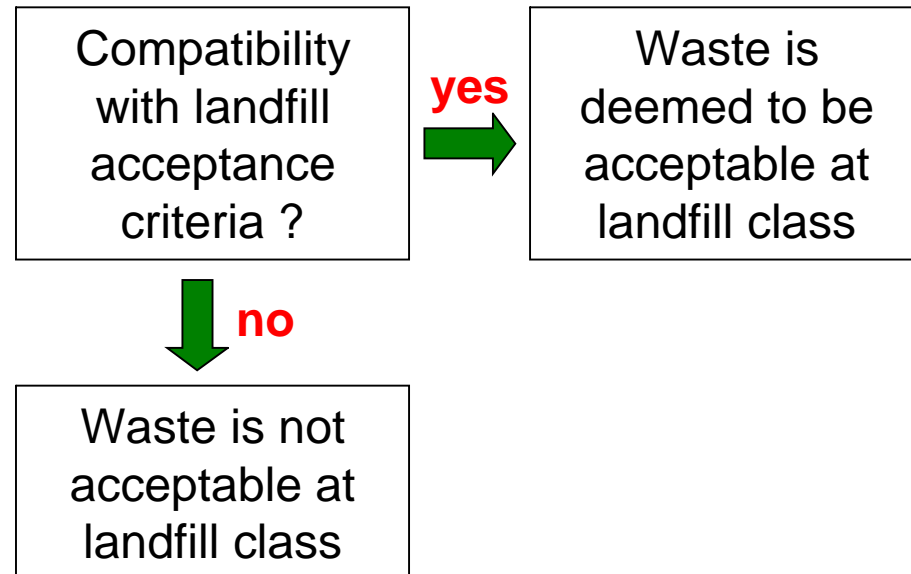 Compatibility
with landfill
acceptance
criteria ?
yes
Waste is
deemed to be
acceptable at
landfill class
no
Waste is not
acceptable at
landfill class